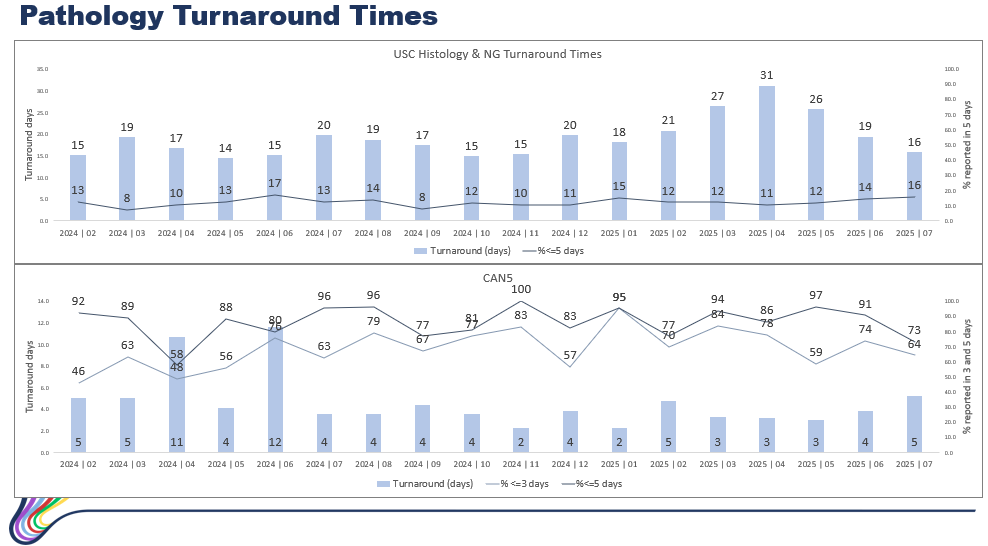 Pathology Turnaround Times
USC Histology & NG Turnaround Times
35.0
30.0
25.0
20.0
15.0
10.0
5.0
0.0
Turnaround days
100.0
90.0
80.0
70.0
60.0
50.0
40.0
30.0
20.0
10.0
0.0
% reported in 5 days
15 19 17 14 15 20 19 17 15 15 20 18 21 27 31 26 19 16
13 8 10 13 17 13 14 8 12 10 11 15 12 12 11 12 14 16
2024 | 02 2024 | 03 2024 | 04 2024 | 05 2024 | 06 2024 | 07 2024 | 08 2024 | 09 2024 | 10 2024 | 11 2024 | 12 2025 | 01 2025 | 02 2025 | 03 2025 | 04 2025 | 05 2025 | 06 2025 | 07
Turnaround (days) %<=5 days
CAN5
14.0
12.0
10.0
8.0
6.0
4.0
2.0
0.0
Turnaround days
100.0
90.0
80.0
70.0
60.0
50.0
40.0
30.0
20.0
10.0
0.0
% reported in 3 and 5 days
92 89 58 88 80 96 96 77 81 100 83 95 77 94 86 97 91 73
46 63 48 56 76 63 79 67 77 83 57 95 70 84 78 59 74 64
5 5 11 4 12 4 4 4 4 2 4 2 5 3 3 3 4 5
2024 | 02 2024 | 03 2024 | 04 2024 | 05 2024 | 06 2024 | 07 2024 | 08 2024 | 09 2024 | 10 2024 | 11 2024 | 12 2025 | 01 2025 | 02 2025 | 03 2025 | 04 2025 | 05 2025 | 06 2025 | 07
Turnaround (days) % <=3 days %<=5 days